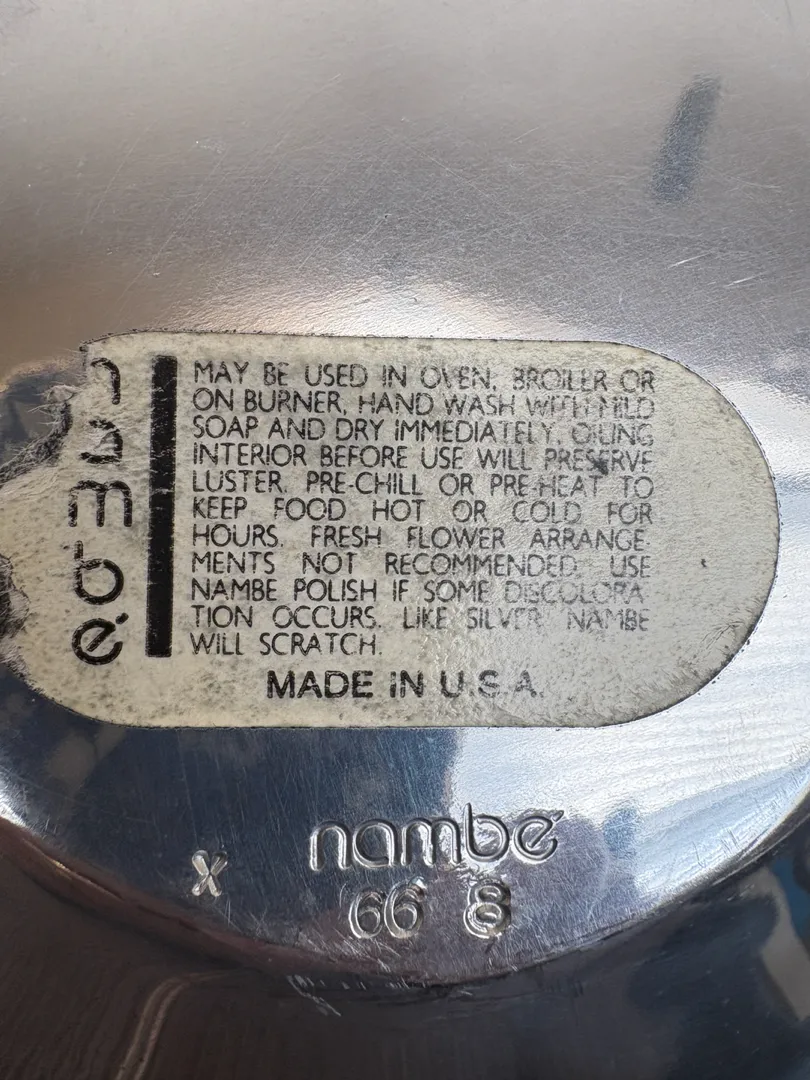 nambé
MAY BE USED IN OVEN, BROILER OR
ON BURNER, HAND WASH WITH MILD
SOAP AND DRY IMMEDIATELY. OILING
INTERIOR BEFORE USE WILL PRESERVE
LUSTER. PRE-CHILL OR PRE-HEAT TO
KEEP FOOD HOT OR COLD FOR
HOURS. FRESH FLOWER ARRANGE-
MENTS NOT RECOMMENDED. USE
NAMBE POLISH IF SOME DISCOLORA-
TION OCCURS. LIKE SILVER NAMBE
WILL SCRATCH.
MADE IN U.S.A.
nambé
X
66 8